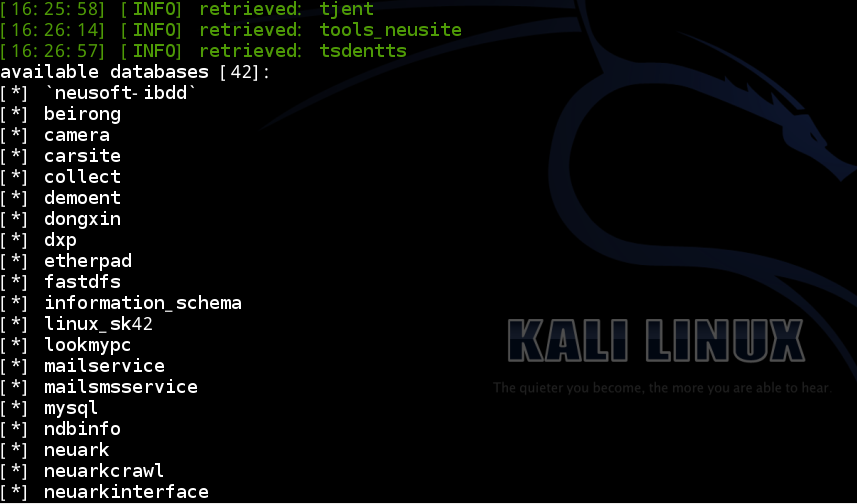 [16:25:58] [INFO] retrieved: tjent
[16:26:14] [INFO] retrieved: tools_neusite
[16:26:57] [INFO] retrieved: tsdentts
available databases [42]:
[*] `neusoft-ibdd`
[*] beirong
[*] camera
[*] carsite
[*] collect
[*] demoent
[*] dongxin
[*] dxp
[*] etherpad
[*] fastdfs
[*] information_schema
[*] linux_sk42
[*] lookmypc
[*] mailservice
[*] mailsmsservice
[*] mysql
[*] ndbinfo
[*] neuark
[*] neuarkcrawl
[*] neuarkinterface
KALI LINUX
The quieter you become, the more you are able to hear.